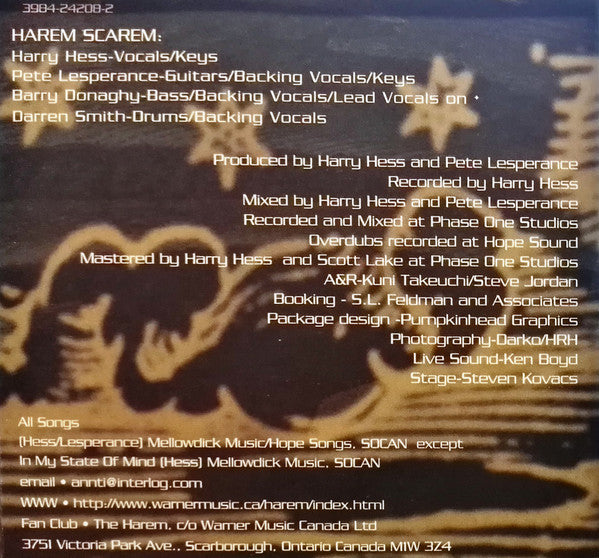 3984-24208-2
HAREM SCAREM:
Harry Hess-Vocals/Keys
Pete Lesperance-Guitars/Backing Vocals/Keys
Barry Donaghy-Bass/Backing Vocals/Lead Vocals on *
Darren Smith-Drums/Backing Vocals
Produced by Harry Hess and Pete Lesperance
Recorded by Harry Hess
Mixed by Harry Hess and Pete Lesperance
Recorded and Mixed at Phase One Studios
Overdubs recorded at Hope Sound
Mastered by Harry Hess and Scott Lake at Phase One Studios
A&R-Kuni Takeuchi/Steve Jordan
Booking - S.L. Feldman and Associates
Package design -Pumpkinhead Graphics
Photography-Darko/HRH
Live Sound-Ken Boyd
Stage-Steven Kovacs
All Songs
(Hess/Lesperance) Mellowdick Music/Hope Songs, SOCAN except
In My State Of Mind (Hess) Mellowdick Music, SOCAN
email • annti@interlog.com
WWW • http://www.warnermusic.ca/harem/index.html
Fan Club • The Harem, c/o Warner Music Canada Ltd
3751 Victoria Park Ave., Scarborough, Ontario Canada M1W 3Z4